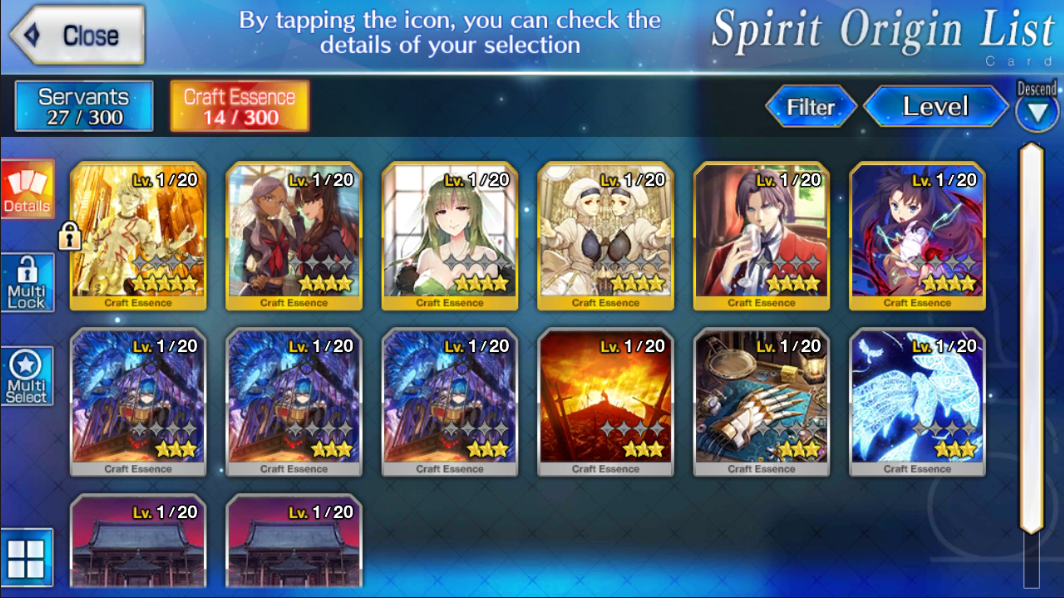 Close
By tapping the icon, you can check the
details of your selection
Spirit Origin List
Card
Servants
27 / 300
Craft Essence
14 / 300
Filter
Level
Descend
Details
Multi
Lock
Multi
Select
Lv. 1/20
Lv. 1/20
Lv. 1/20
Lv. 1/20
Lv. 1/20
Lv. 1/20
Craft Essence
Craft Essence
Craft Essence
Craft Essence
Craft Essence
Craft Essence
Lv. 1/20
Lv. 1/20
Lv. 1/20
Lv. 1/20
Lv. 1/20
Lv. 1/20
Craft Essence
Craft Essence
Craft Essence
Craft Essence
Craft Essence
Craft Essence
Lv. 1/20
Lv. 1/20